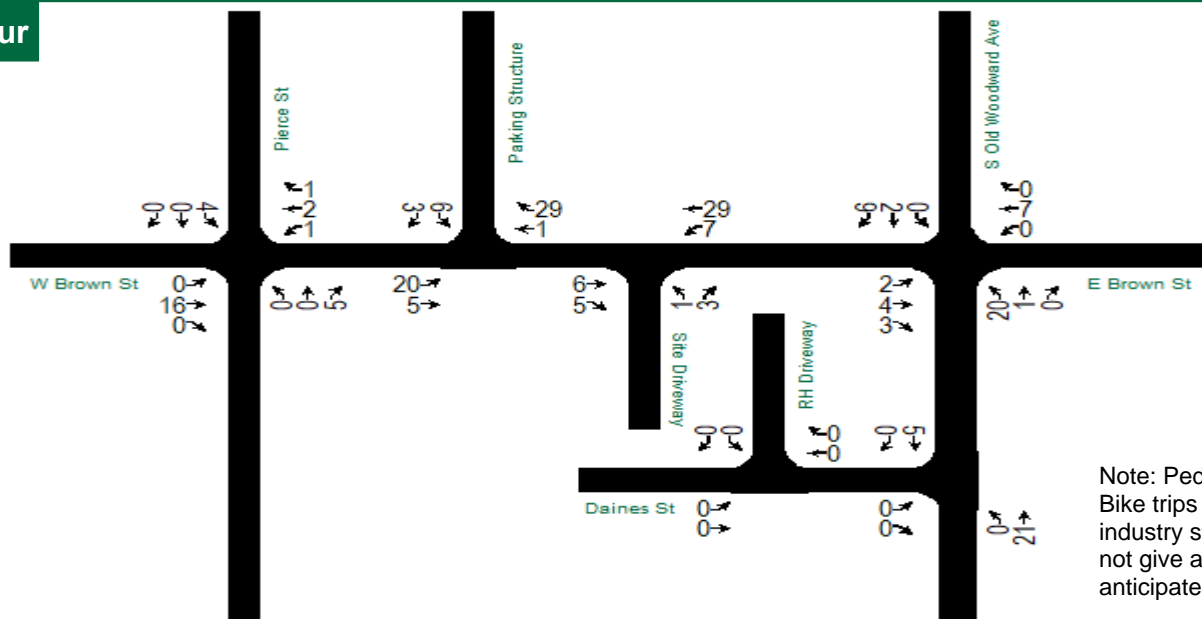 ur
Pierce St
Parking Structure
S Old Woodward Ave
0 0 4
1
2
1
3 6
29
1
29
7
9 2 0
0
7
0
W Brown St
0
16
0
0 0 5
20
5
6
5
1 3
2
4
3
20 1 0
E Brown St
Site Driveway
RH Driveway
0 0
0
0
0 5
Daines St
0
0
0
0
0 21
Note: Ped
Bike trips
industry s
not give a
anticipate